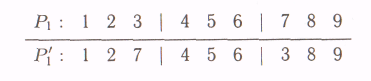 P₁ : 1 2 3 | 4 5 6 | 7 8 9
P₁′ : 1 2 7 | 4 5 6 | 3 8 9